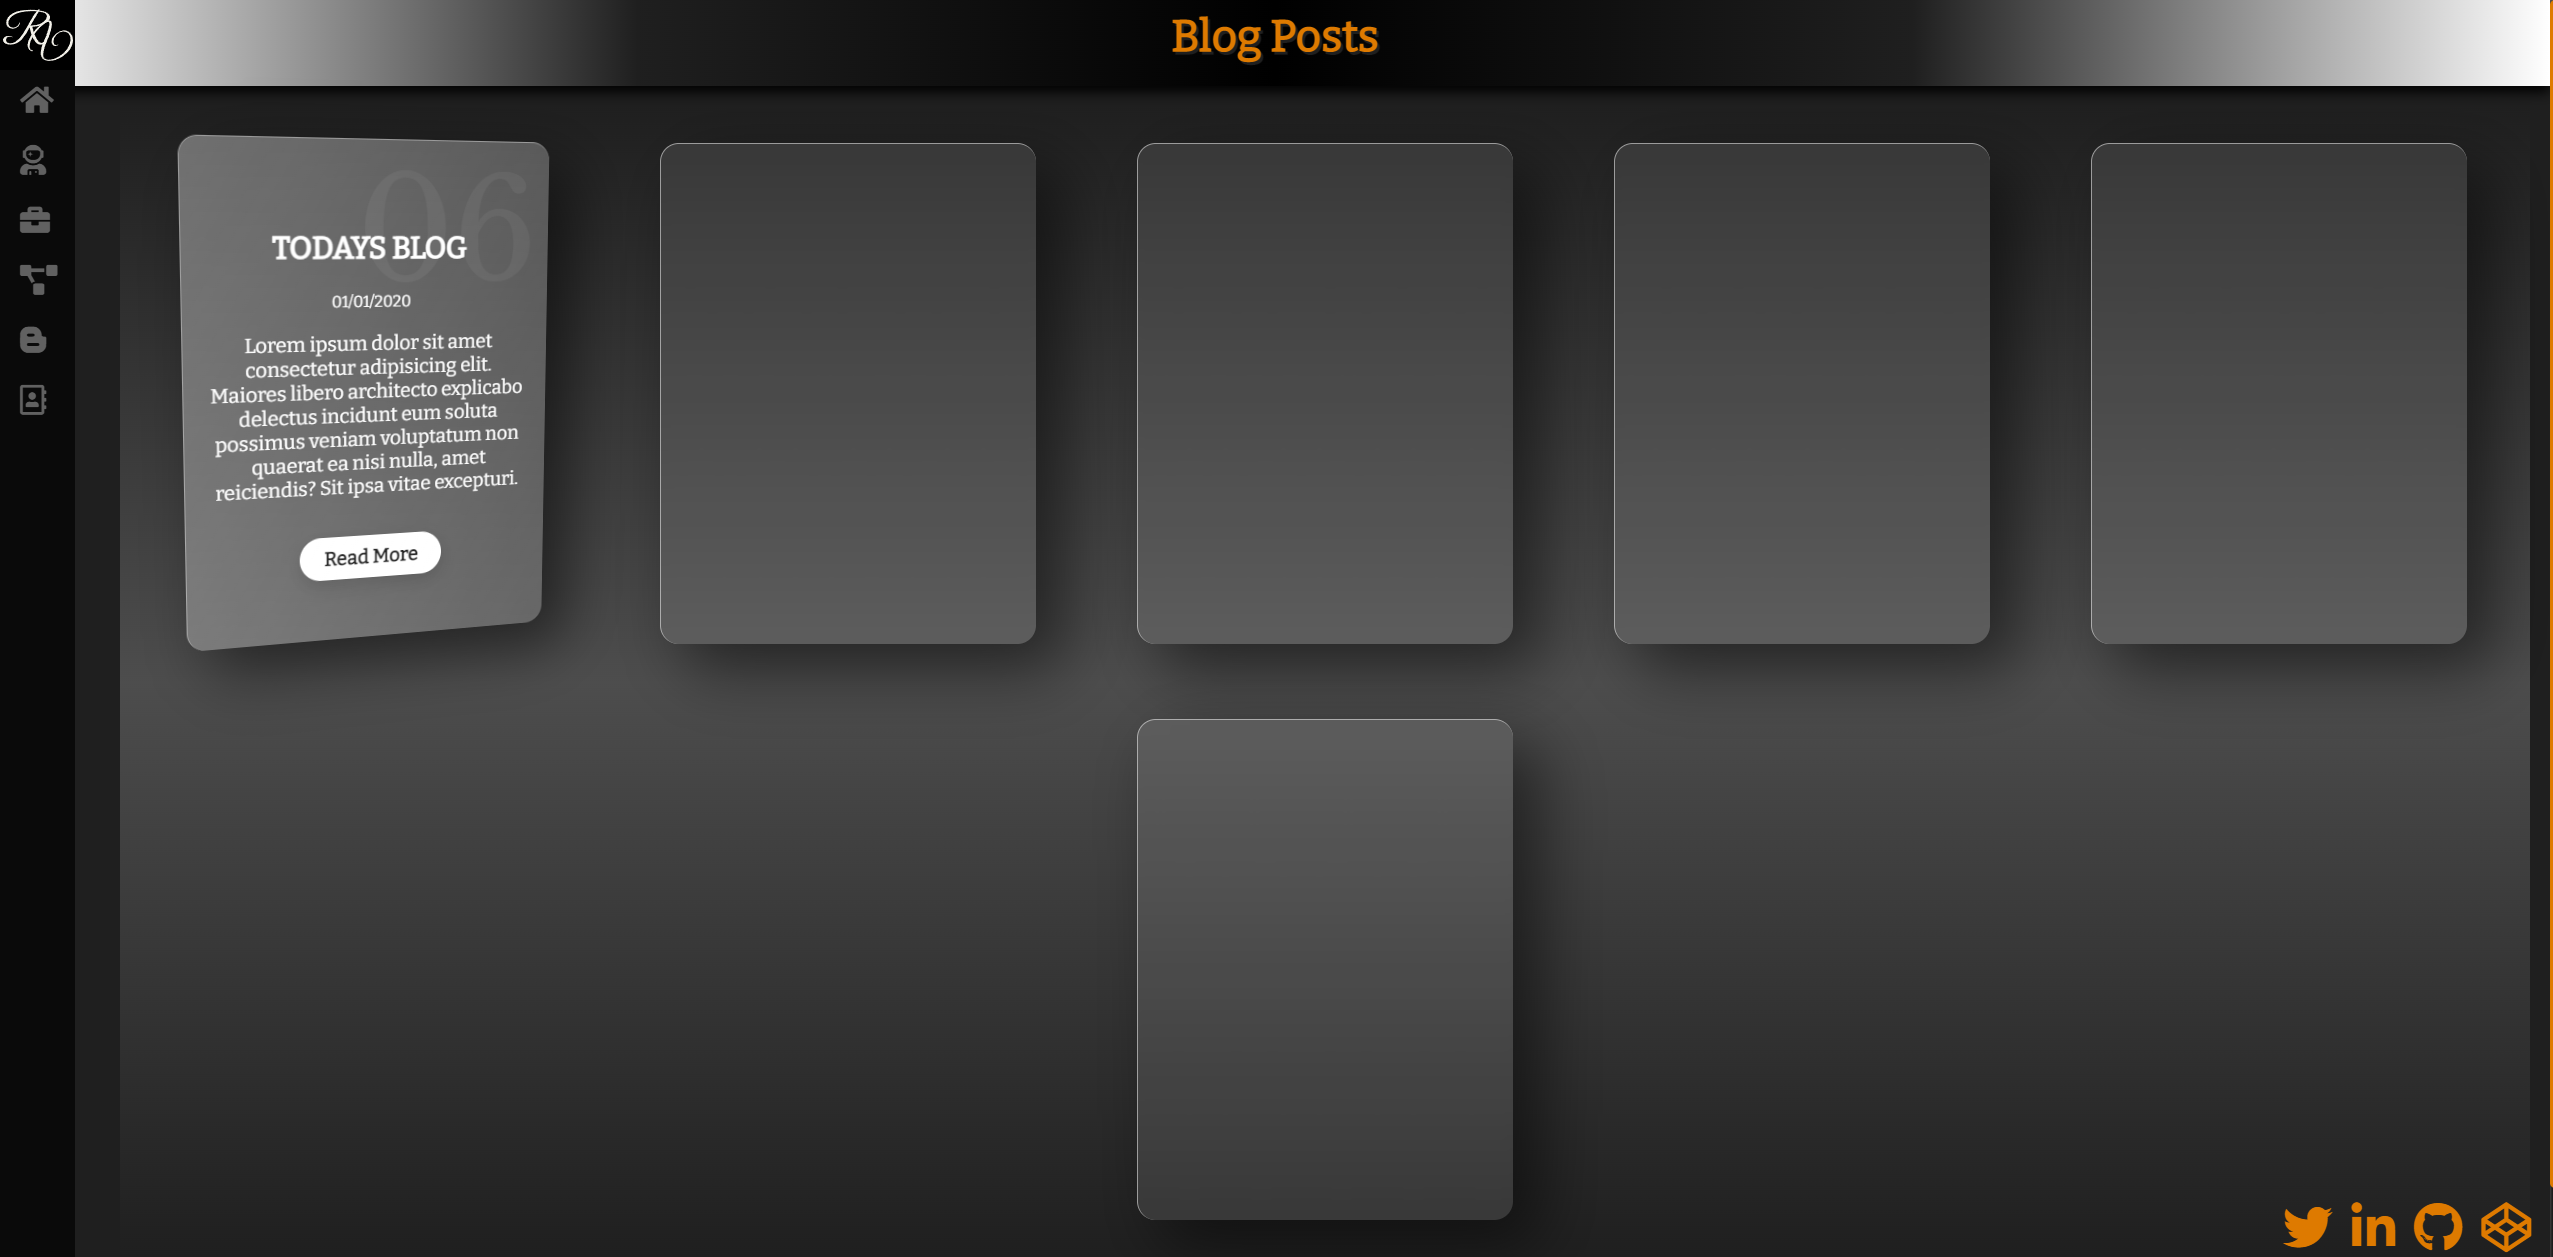 Blog Posts
06
TODAYS BLOG
01/01/2020
Lorem ipsum dolor sit amet
consectetur adipisicing elit.
Maiores libero architecto explicabo
delectus incidunt eum soluta
possimus veniam voluptatum non
quaerat ea nisi nulla, amet
reiciendis? Sit ipsa vitae excepturi.
Read More
in